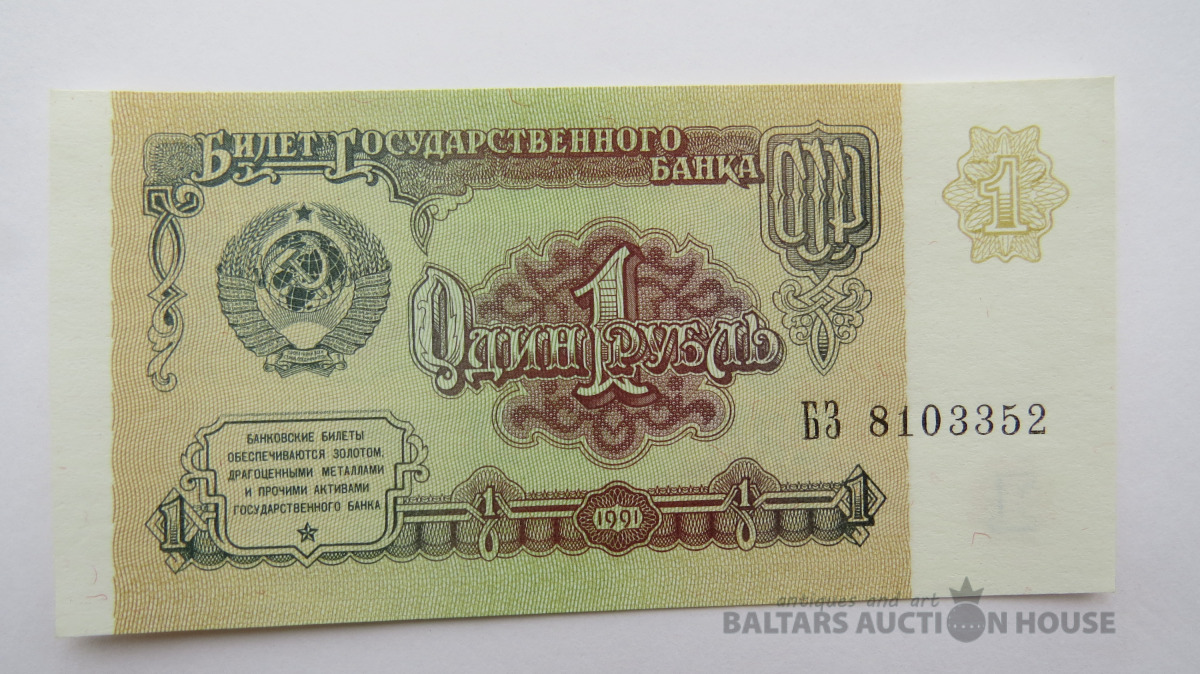 БИЛЕТ ГОСУДАРСТВЕННОГО
БАНКА
СССР
1
ОДИН 1 РУБЛЬ
БЗ 8103352
БАНКОВСКИЕ БИЛЕТЫ
ОБЕСПЕЧИВАЮТСЯ ЗОЛОТОМ,
ДРАГОЦЕННЫМИ МЕТАЛЛАМИ
И ПРОЧИМИ АКТИВАМИ
ГОСУДАРСТВЕННОГО БАНКА
1 1 1991 1 1
antiques and art
BALTARS AUCTION HOUSE